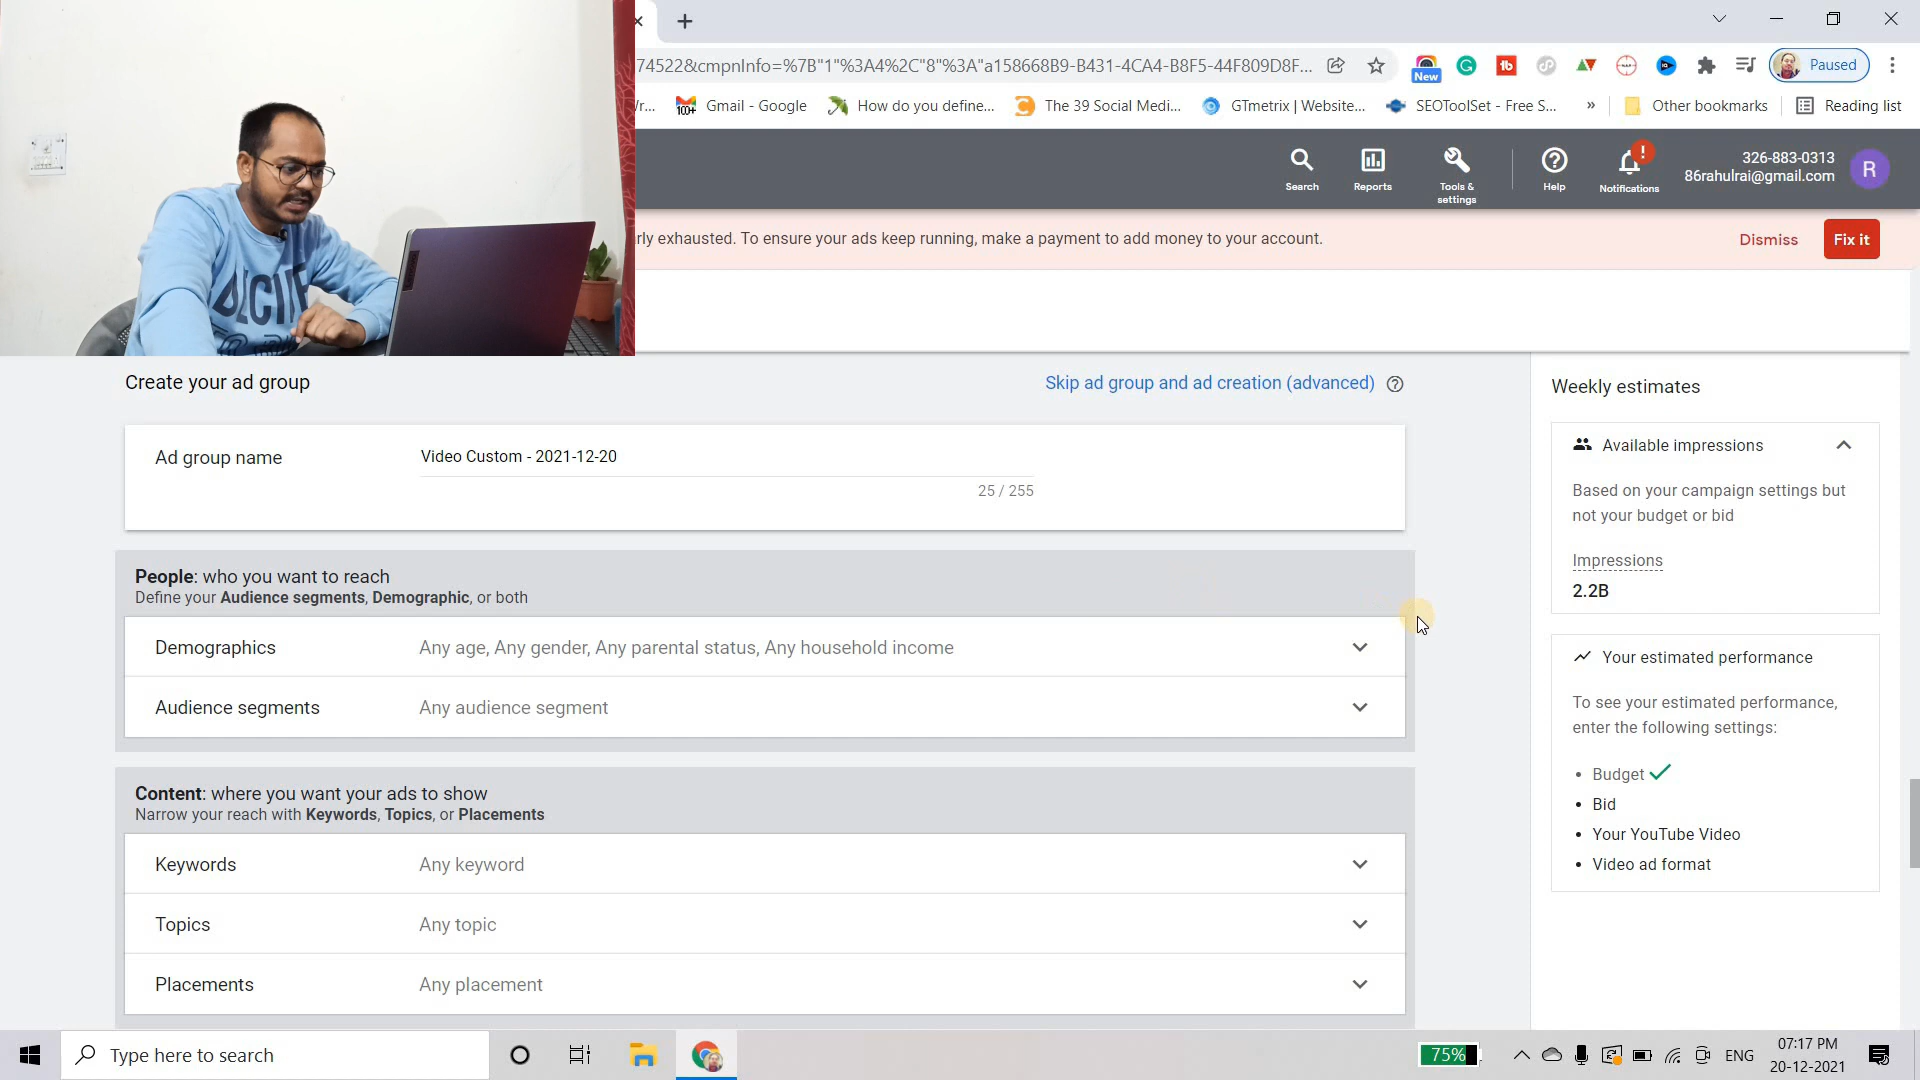 74522&cmpnInfo=%7B"1"%3A4%2C"8"%3A"a158668B9-B431-4CA4-B8F5-44F809D8F...
New
Paused
Gmail - Google
How do you define...
The 39 Social Medi...
GTmetrix | Website...
SEOToolSet - Free S...
»
Other bookmarks
Reading list
Search
Reports
Tools &
settings
Help
Notifications
326-883-0313
86rahulrai@gmail.com
R
rly exhausted. To ensure your ads keep running, make a payment to add money to your account.
Dismiss
Fix it
Create your ad group
Skip ad group and ad creation (advanced)
Ad group name
Video Custom - 2021-12-20
25 / 255
People: who you want to reach
Define your Audience segments, Demographic, or both
Demographics
Any age, Any gender, Any parental status, Any household income
Audience segments
Any audience segment
Content: where you want your ads to show
Narrow your reach with Keywords, Topics, or Placements
Keywords
Any keyword
Topics
Any topic
Placements
Any placement
Weekly estimates
Available impressions
Based on your campaign settings but
not your budget or bid
Impressions
2.2B
Your estimated performance
To see your estimated performance,
enter the following settings:
• Budget
• Bid
• Your YouTube Video
• Video ad format
Type here to search
75%
ENG
07:17 PM
20-12-2021